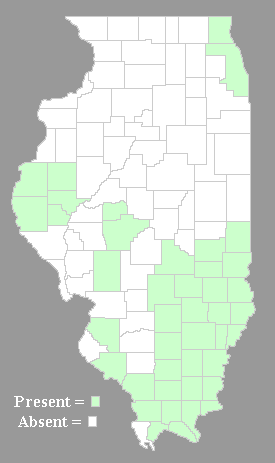 Present =
Absent =